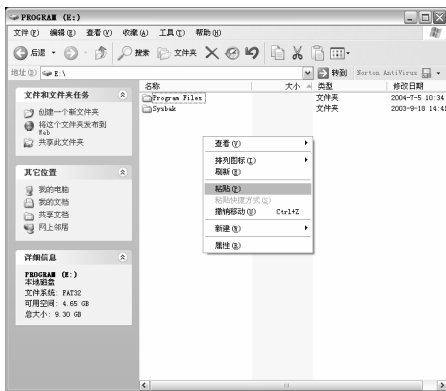 PROGRAM (E:)
文件(F) 编辑(E) 查看(V) 收藏(A) 工具(T) 帮助(H)
后退 搜索 文件夹
地址(D) E:\ 转到 Norton AntiVirus
名称 大小 类型 修改日期
Program Files 文件夹 2004-7-5 10:34
Sysbak 文件夹 2003-9-18 14:41
文件和文件夹任务
创建一个新文件夹
将这个文件夹发布到
Web
共享此文件夹
其它位置
我的电脑
我的文档
共享文档
网上邻居
详细信息
PROGRAM (E:)
本地磁盘
文件系统: FAT32
可用空间: 4.65 GB
总大小: 9.30 GB
查看(V)
排列图标(I)
刷新(E)
粘贴(P)
粘贴快捷方式(S)
撤销移动(U) Ctrl+Z
新建(W)
属性(R)